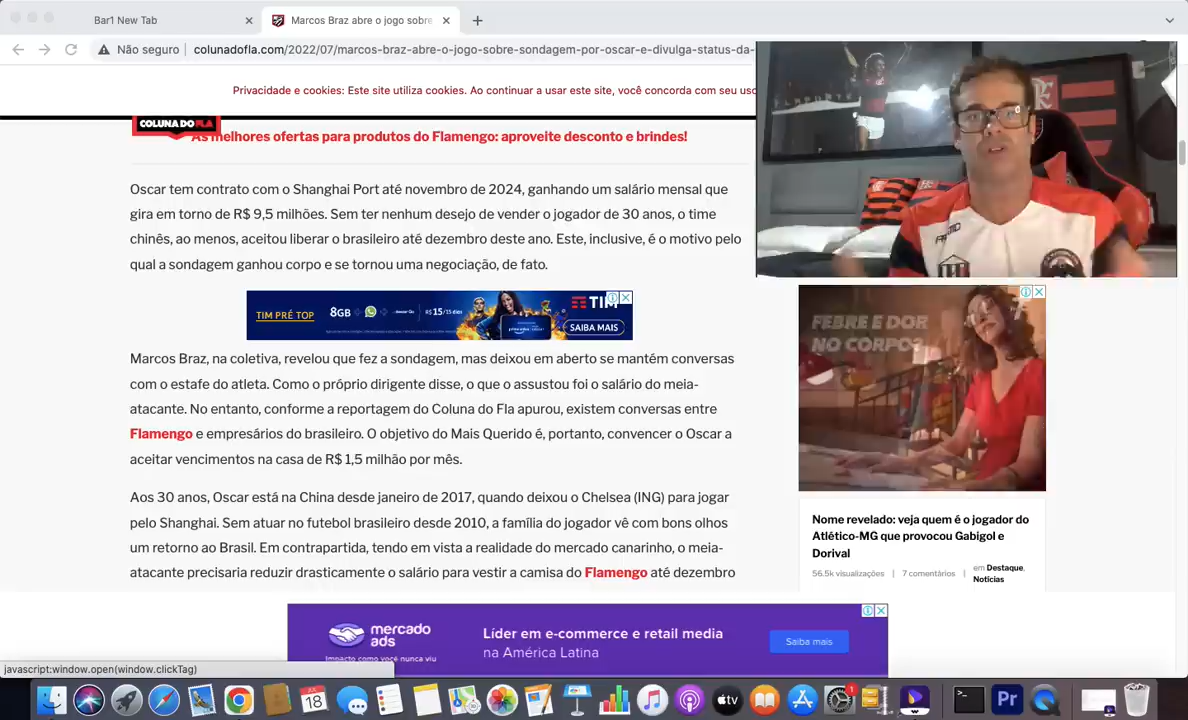 Bar1 New Tab
Marcos Braz abre o jogo sobre
Não seguro
colunadofla.com/2022/07/marcos-braz-abre-o-jogo-sobre-sondagem-por-oscar-e-divulga-status-da-
Privacidade e cookies: Este site utiliza cookies. Ao continuar a usar este site, você concorda com seu uso
COLUNA DO FLA
As melhores ofertas para produtos do Flamengo: aproveite desconto e brindes!
Oscar tem contrato com o Shanghai Port até novembro de 2024, ganhando um salário mensal que
gira em torno de R$ 9,5 milhões. Sem ter nenhum desejo de vender o jogador de 30 anos, o time
chinês, ao menos, aceitou liberar o brasileiro até dezembro deste ano. Este, inclusive, é o motivo pelo
qual a sondagem ganhou corpo e se tornou uma negociação, de fato.
TIM PRÉ TOP
8GB
R$15/15 dias
TIM
SAIBA MAIS
Marcos Braz, na coletiva, revelou que fez a sondagem, mas deixou em aberto se mantém conversas
com o estafe do atleta. Como o próprio dirigente disse, o que o assustou foi o salário do meia-
atacante. No entanto, conforme a reportagem do Coluna do Fla apurou, existem conversas entre
Flamengo e empresários do brasileiro. O objetivo do Mais Querido é, portanto, convencer o Oscar a
aceitar vencimentos na casa de R$ 1,5 milhão por mês.
Aos 30 anos, Oscar está na China desde janeiro de 2017, quando deixou o Chelsea (ING) para jogar
pelo Shanghai. Sem atuar no futebol brasileiro desde 2010, a família do jogador vê com bons olhos
um retorno ao Brasil. Em contrapartida, tendo em vista a realidade do mercado canarinho, o meia-
atacante precisaria reduzir drasticamente o salário para vestir a camisa do Flamengo até dezembro
FEBRE E DOR
NO CORPO?
Nome revelado: veja quem é o jogador do
Atlético-MG que provocou Gabigol e
Dorival
56.5k visualizações | 7 comentários | em Destaque,
Notícias
mercado
ads
Impacto como você nunca viu
Líder em e-commerce e retail media
na América Latina
Saiba mais
javascript:window.open(window.clickTag)
18
tv
1
Pr